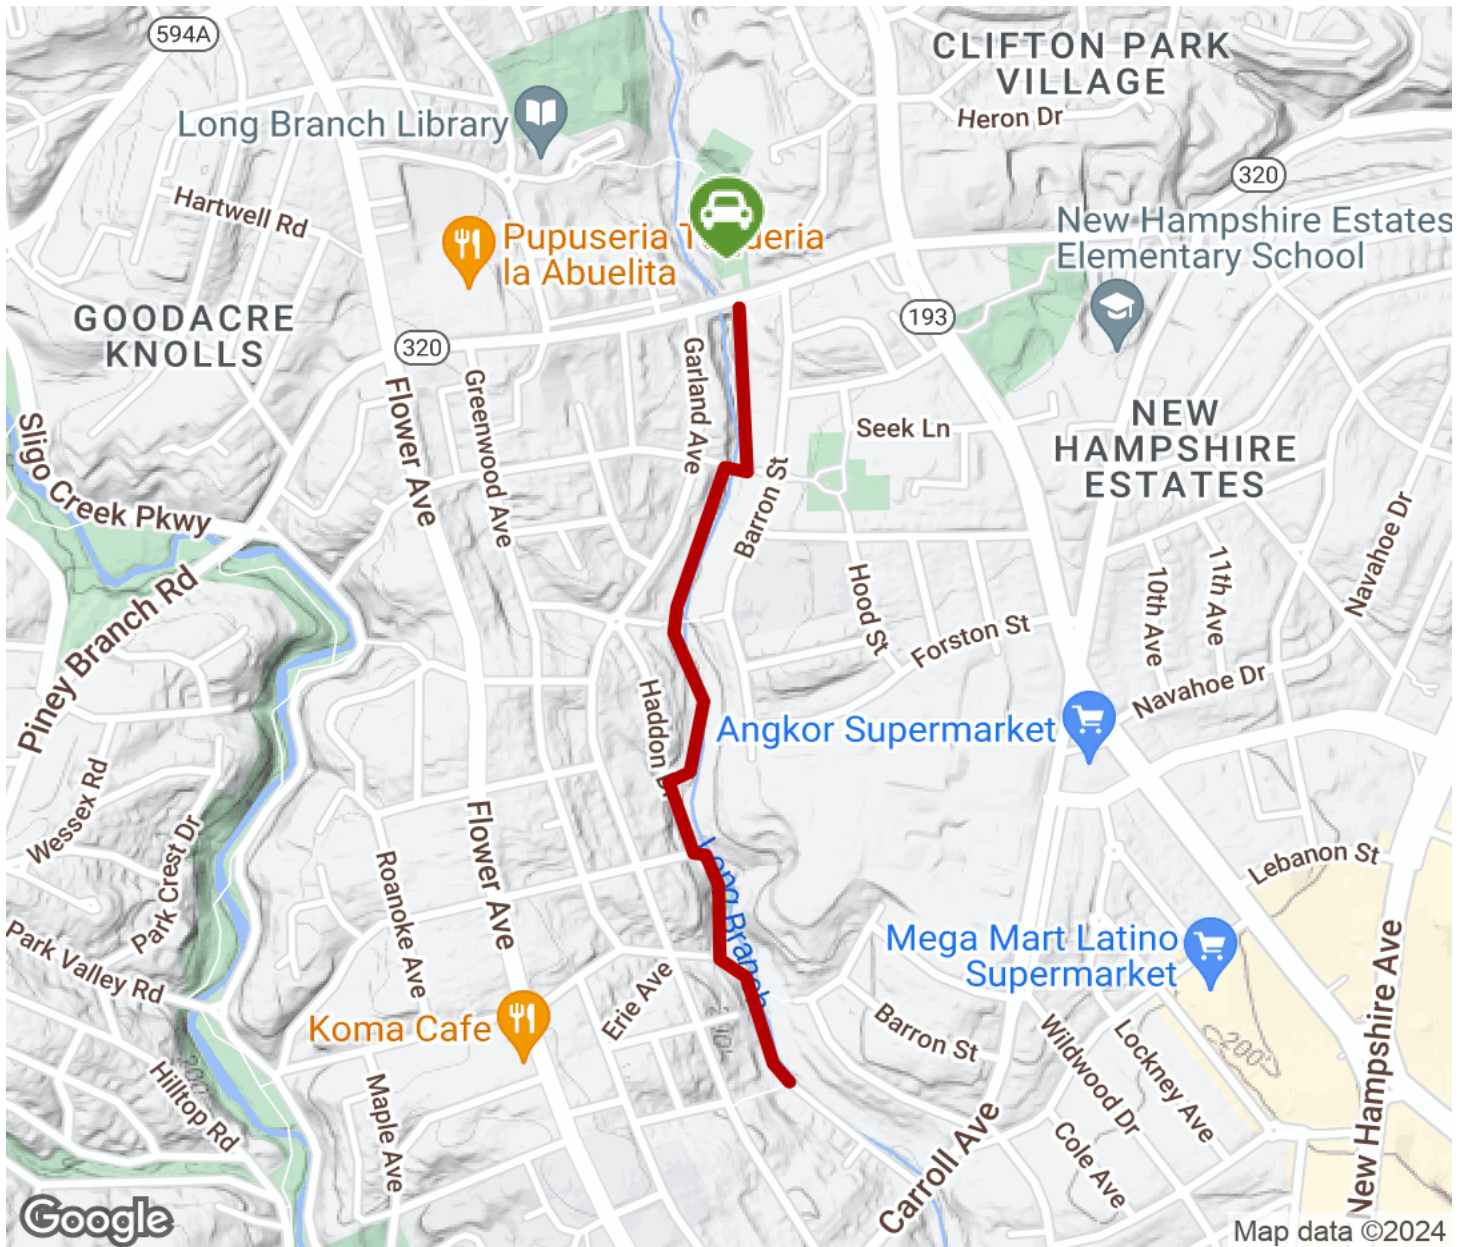 594A
CLIFTON PARK
VILLAGE
Heron Dr
Long Branch Library
320
Hartwell Rd
New Hampshire Estates
Elementary School
Pupuseria
la Abuelita
GOODACRE
KNOLLS
193
320
Garland Ave
Flower Ave
Greenwood Ave
Seek Ln
NEW
HAMPSHIRE
ESTATES
Sligo Creek Pkwy
Barron St
Navahoe Dr
11th Ave
10th Ave
Hood St
Piney Branch Rd
Forston St
Navahoe Dr
Haddon
Angkor Supermarket
Wessex Rd
Flower Ave
Park Crest Dr
Long Branch
Lebanon St
Roanoke Ave
Park Valley Rd
Mega Mart Latino
Supermarket
Erie Ave
Koma Cafe
Barron St
Wildwood Dr
Lockney Ave
200'
New Hampshire Ave
Hilltop Rd
Maple Ave
Cole Ave
Carroll Ave
Google
Map data ©2024